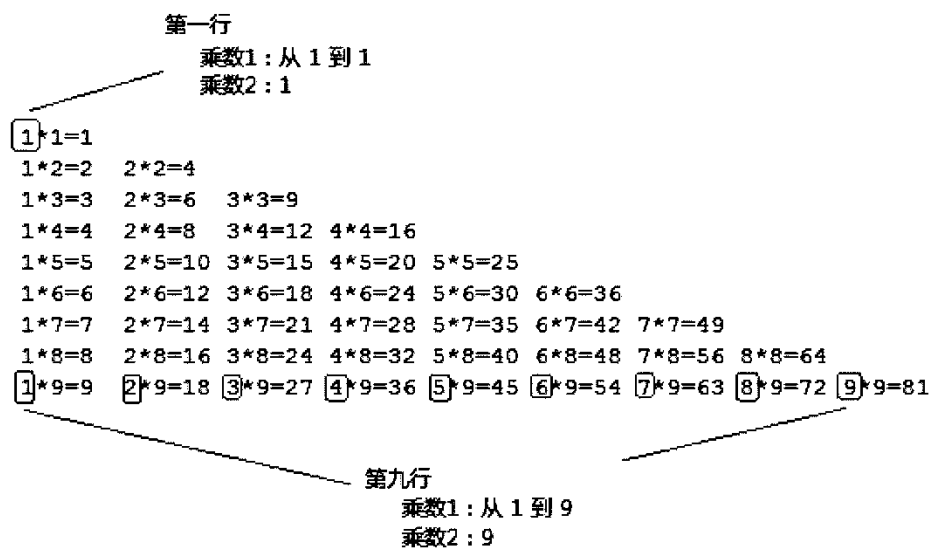 第一行
乘数1：从 1 到 1
乘数2：1
1*1=1
1*2=2 2*2=4
1*3=3 2*3=6 3*3=9
1*4=4 2*4=8 3*4=12 4*4=16
1*5=5 2*5=10 3*5=15 4*5=20 5*5=25
1*6=6 2*6=12 3*6=18 4*6=24 5*6=30 6*6=36
1*7=7 2*7=14 3*7=21 4*7=28 5*7=35 6*7=42 7*7=49
1*8=8 2*8=16 3*8=24 4*8=32 5*8=40 6*8=48 7*8=56 8*8=64
1*9=9 2*9=18 3*9=27 4*9=36 5*9=45 6*9=54 7*9=63 8*9=72 9*9=81
第九行
乘数1：从 1 到 9
乘数2：9